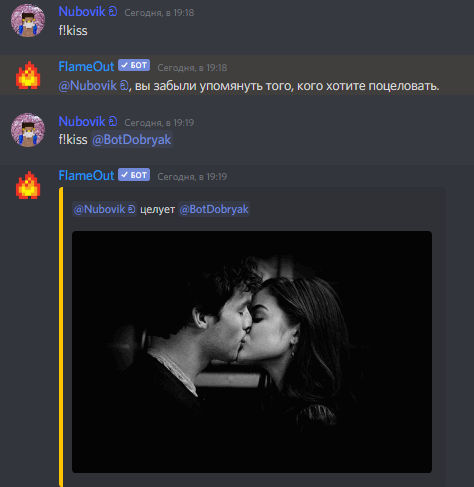 Nubovik ඞ Сегодня, в 19:18
f!kiss
FlameOut ✔ БОТ Сегодня, в 19:18
@Nubovik ඞ, вы забыли упомянуть того, кого хотите поцеловать.
Nubovik ඞ Сегодня, в 19:19
f!kiss @BotDobryak
FlameOut ✔ БОТ Сегодня, в 19:19
@Nubovik ඞ целует @BotDobryak